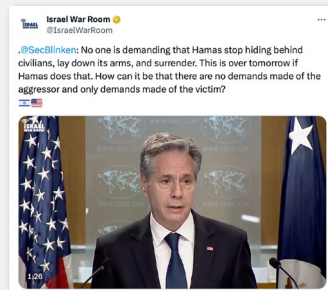 Israel War Room
@IsraelWarRoom
.@SecBlinken: No one is demanding that Hamas stop hiding behind
civilians, lay down its arms, and surrender. This is over tomorrow if
Hamas does that. How can it be that there are no demands made of the
aggressor and only demands made of the victim?
ISRAEL
WAR ROOM
1:26